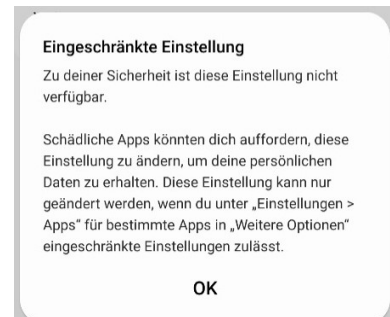 Eingeschränkte Einstellung
Zu deiner Sicherheit ist diese Einstellung nicht
verfügbar.
Schädliche Apps könnten dich auffordern, diese
Einstellung zu ändern, um deine persönlichen
Daten zu erhalten. Diese Einstellung kann nur
geändert werden, wenn du unter „Einstellungen >
Apps“ für bestimmte Apps in „Weitere Optionen“
eingeschränkte Einstellungen zulässt.
OK